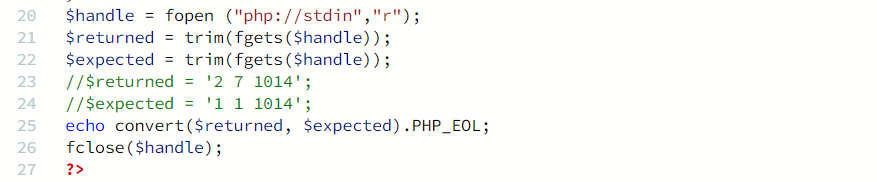 20 $handle = fopen ("php://stdin","r");
21 $returned = trim(fgets($handle));
22 $expected = trim(fgets($handle));
23 //$returned = '2 7 1014';
24 //$expected = '1 1 1014';
25 echo convert($returned, $expected).PHP_EOL;
26 fclose($handle);
27 ?>